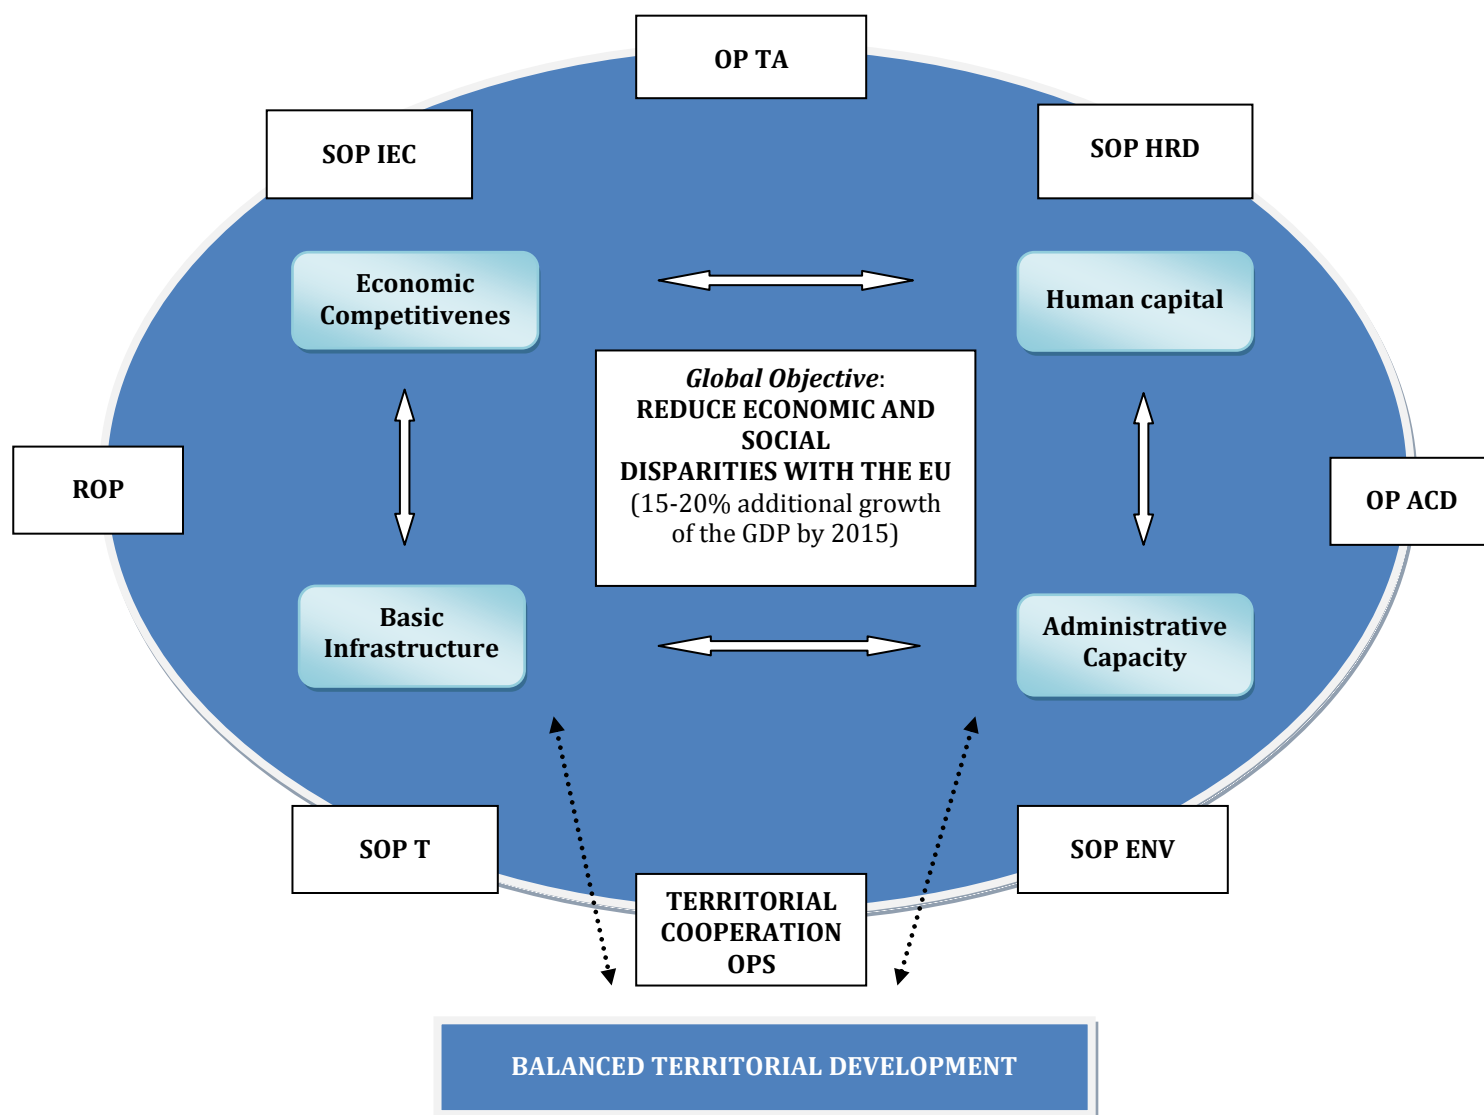 OP TA
SOP IEC
SOP HRD
Economic
Competitivenes
Human capital
Global Objective:
REDUCE ECONOMIC AND
SOCIAL
DISPARITIES WITH THE EU
(15-20% additional growth
of the GDP by 2015)
ROP
OP ACD
Basic
Infrastructure
Administrative
Capacity
SOP T
SOP ENV
TERRITORIAL
COOPERATION
OPS
BALANCED TERRITORIAL DEVELOPMENT